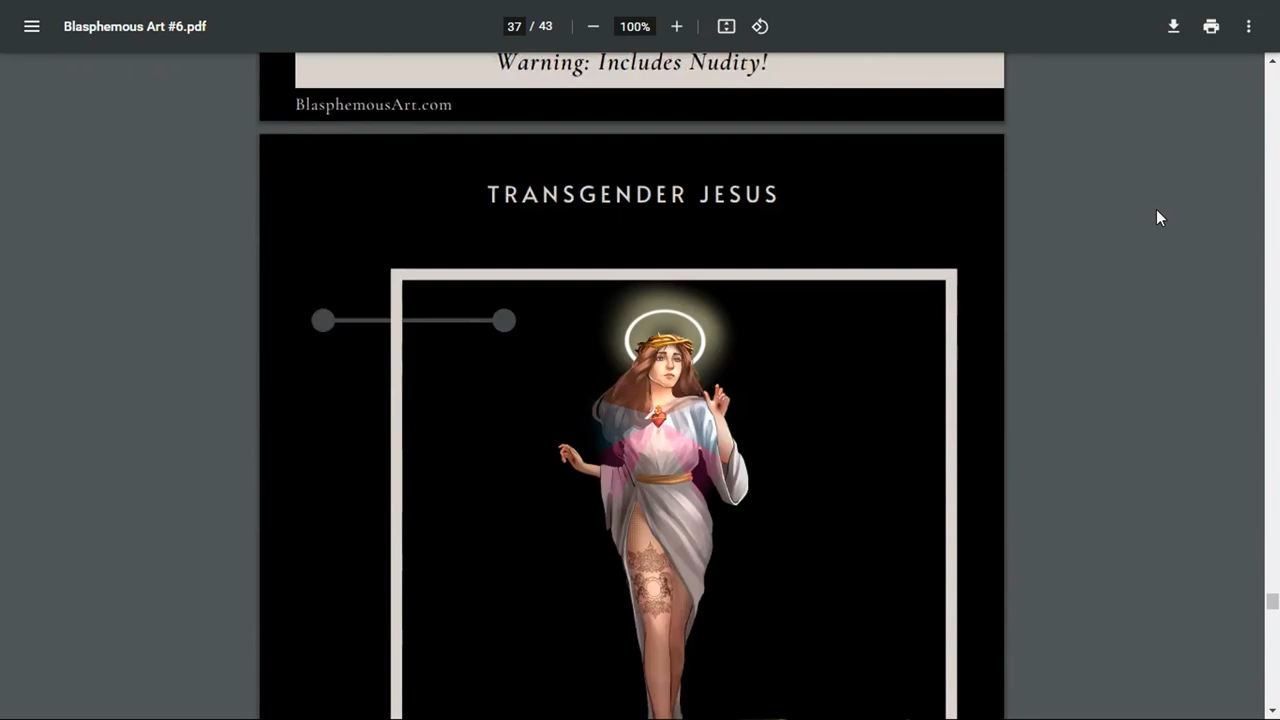 Blasphemous Art #6.pdf
37 / 43
100%
Warning: Includes Nudity!
BlasphemousArt.com
TRANSGENDER JESUS